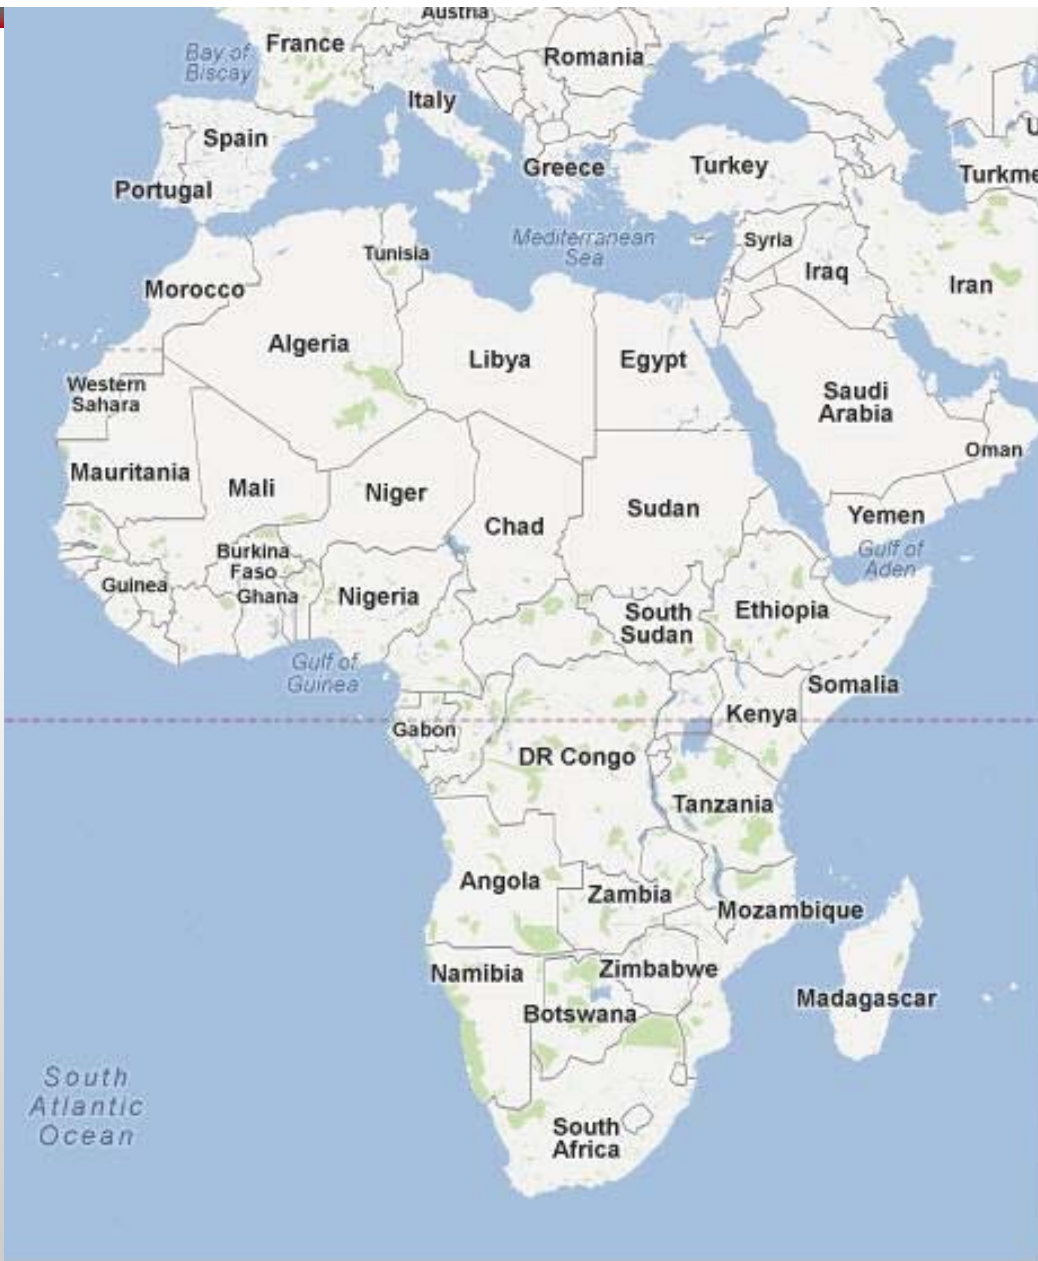 Austria
France
Bay of
Biscay
Romania
Italy
Spain
Greece
Turkey
Portugal
Turkme
U
Mediterranean
Sea
Syria
Tunisia
Iraq
Iran
Morocco
Algeria
Libya
Egypt
Western
Sahara
Saudi
Arabia
Oman
Mauritania
Mali
Niger
Chad
Sudan
Yemen
Gulf of
Aden
Burkina
Faso
Guinea
Ghana
Nigeria
South
Sudan
Ethiopia
Gulf of
Guinea
Somalia
Kenya
Gabon
DR Congo
Tanzania
Angola
Zambia
Mozambique
Namibia
Zimbabwe
Botswana
Madagascar
South
Atlantic
Ocean
South
Africa